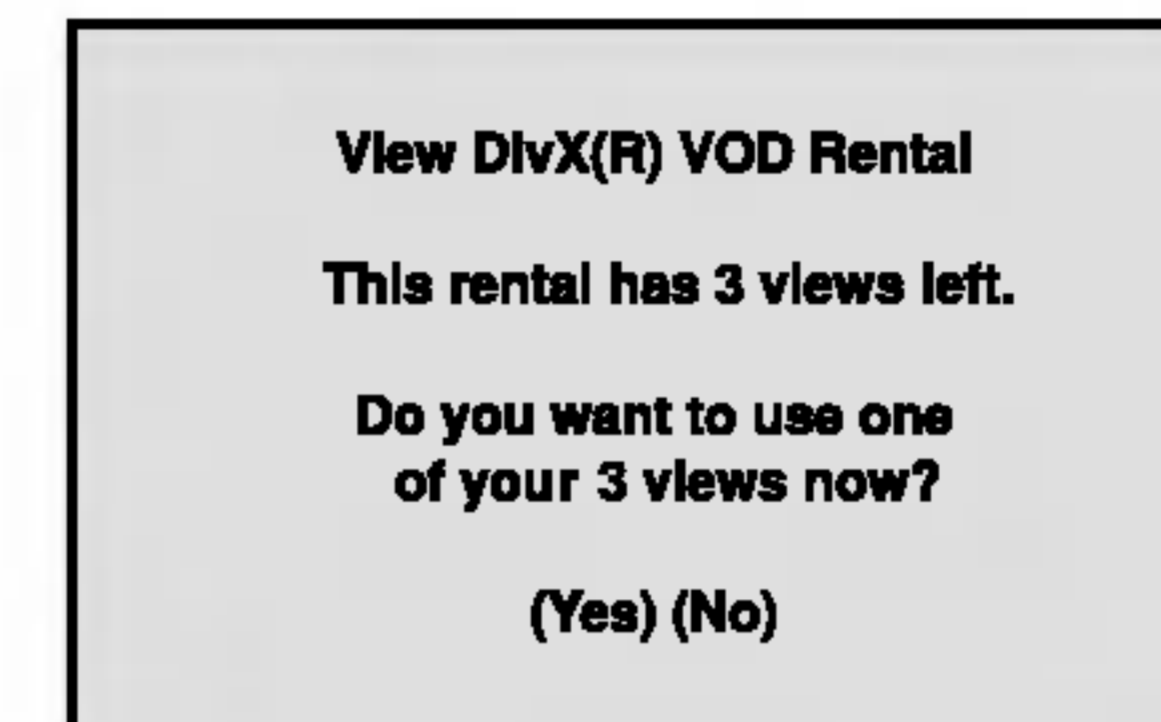 View DivX(R) VOD Rental
This rental has 3 views left.
Do you want to use one
of your 3 views now?
(Yes) (No)